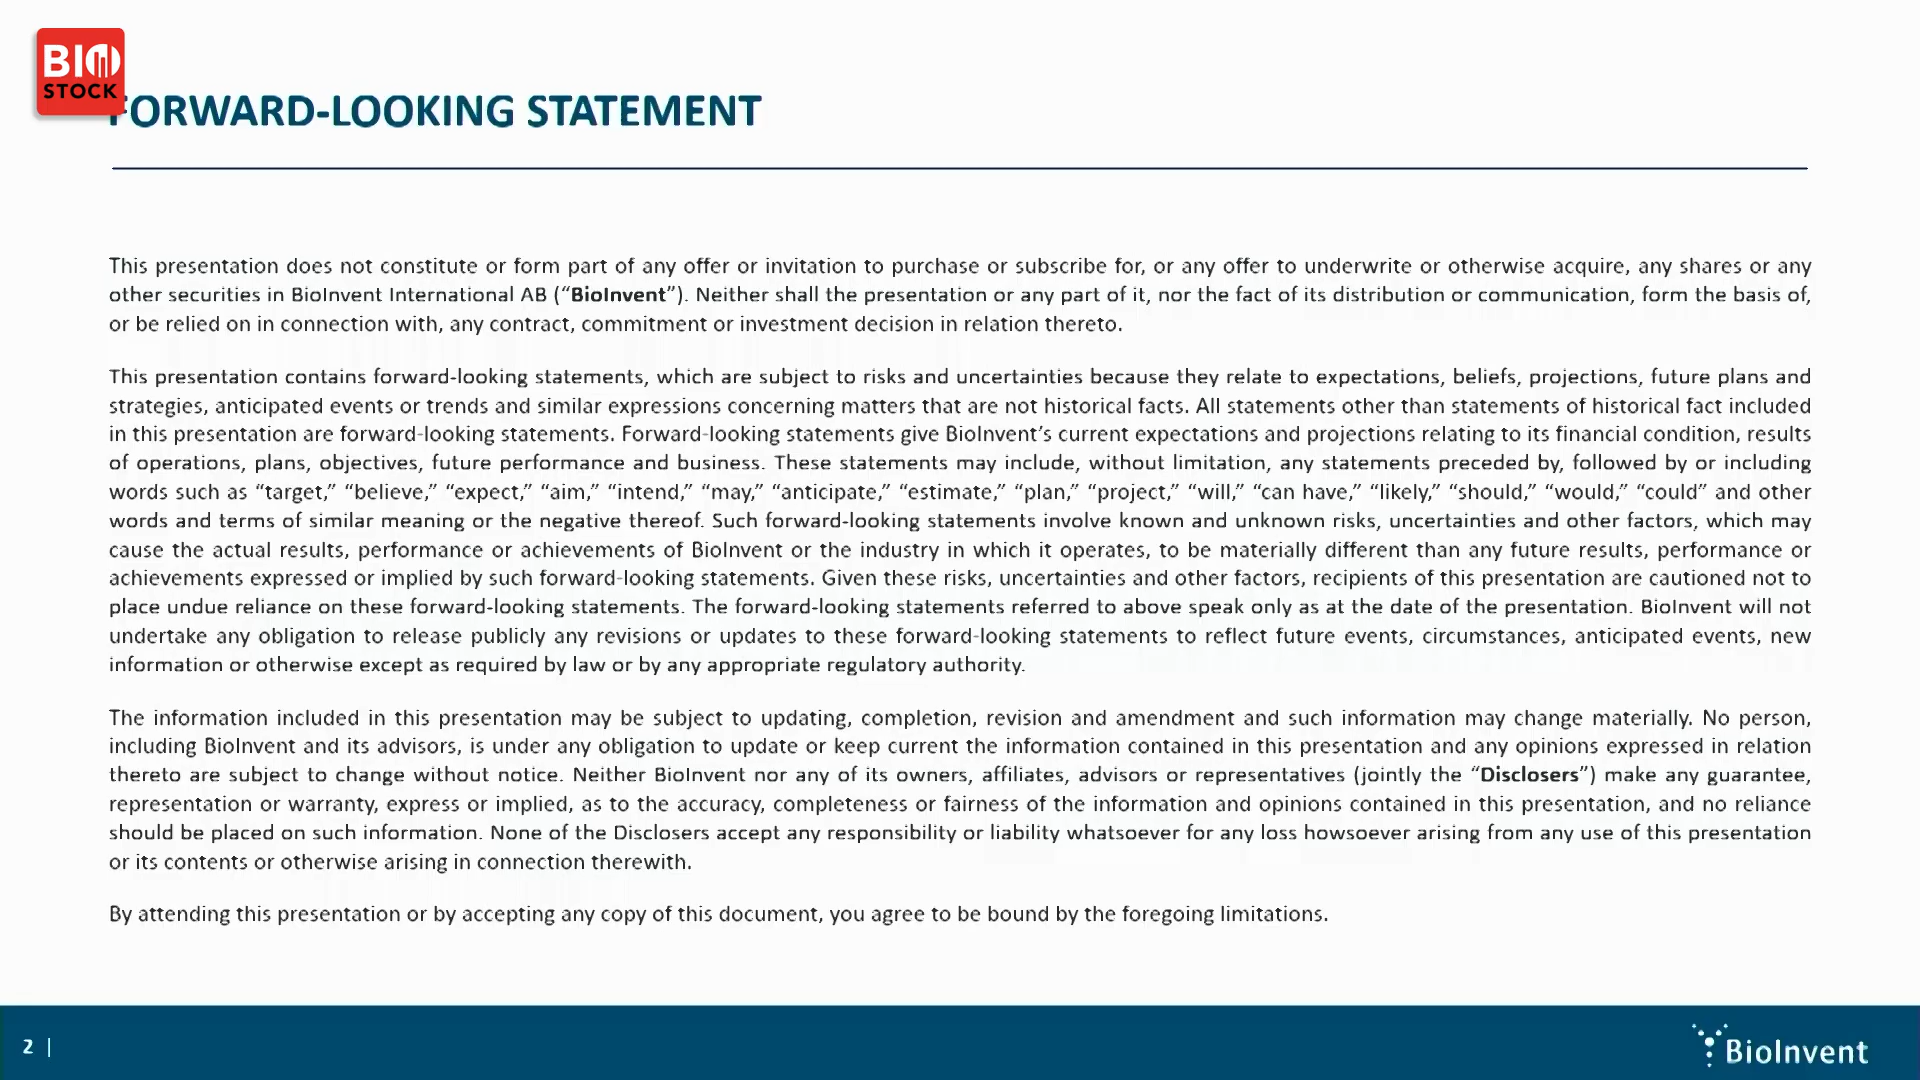 BIO
STOCK
FORWARD-LOOKING STATEMENT
This presentation does not constitute or form part of any offer or invitation to purchase or subscribe for, or any offer to underwrite or otherwise acquire, any shares or any
other securities in BioInvent International AB (“BioInvent”). Neither shall the presentation or any part of it, nor the fact of its distribution or communication, form the basis of,
or be relied on in connection with, any contract, commitment or investment decision in relation thereto.
This presentation contains forward-looking statements, which are subject to risks and uncertainties because they relate to expectations, beliefs, projections, future plans and
strategies, anticipated events or trends and similar expressions concerning matters that are not historical facts. All statements other than statements of historical fact included
in this presentation are forward-looking statements. Forward-looking statements give BioInvent’s current expectations and projections relating to its financial condition, results
of operations, plans, objectives, future performance and business. These statements may include, without limitation, any statements preceded by, followed by or including
words such as “target,” “believe,” “expect,” “aim,” “intend,” “may,” “anticipate,” “estimate,” “plan,” “project,” “will,” “can have,” “likely,” “should,” “would,” “could” and other
words and terms of similar meaning or the negative thereof. Such forward-looking statements involve known and unknown risks, uncertainties and other factors, which may
cause the actual results, performance or achievements of BioInvent or the industry in which it operates, to be materially different than any future results, performance or
achievements expressed or implied by such forward-looking statements. Given these risks, uncertainties and other factors, recipients of this presentation are cautioned not to
place undue reliance on these forward-looking statements. The forward-looking statements referred to above speak only as at the date of the presentation. BioInvent will not
undertake any obligation to release publicly any revisions or updates to these forward-looking statements to reflect future events, circumstances, anticipated events, new
information or otherwise except as required by law or by any appropriate regulatory authority.
The information included in this presentation may be subject to updating, completion, revision and amendment and such information may change materially. No person,
including BioInvent and its advisors, is under any obligation to update or keep current the information contained in this presentation and any opinions expressed in relation
thereto are subject to change without notice. Neither BioInvent nor any of its owners, affiliates, advisors or representatives (jointly the “Disclosers”) make any guarantee,
representation or warranty, express or implied, as to the accuracy, completeness or fairness of the information and opinions contained in this presentation, and no reliance
should be placed on such information. None of the Disclosers accept any responsibility or liability whatsoever for any loss howsoever arising from any use of this presentation
or its contents or otherwise arising in connection therewith.
By attending this presentation or by accepting any copy of this document, you agree to be bound by the foregoing limitations.
2 |
BioInvent